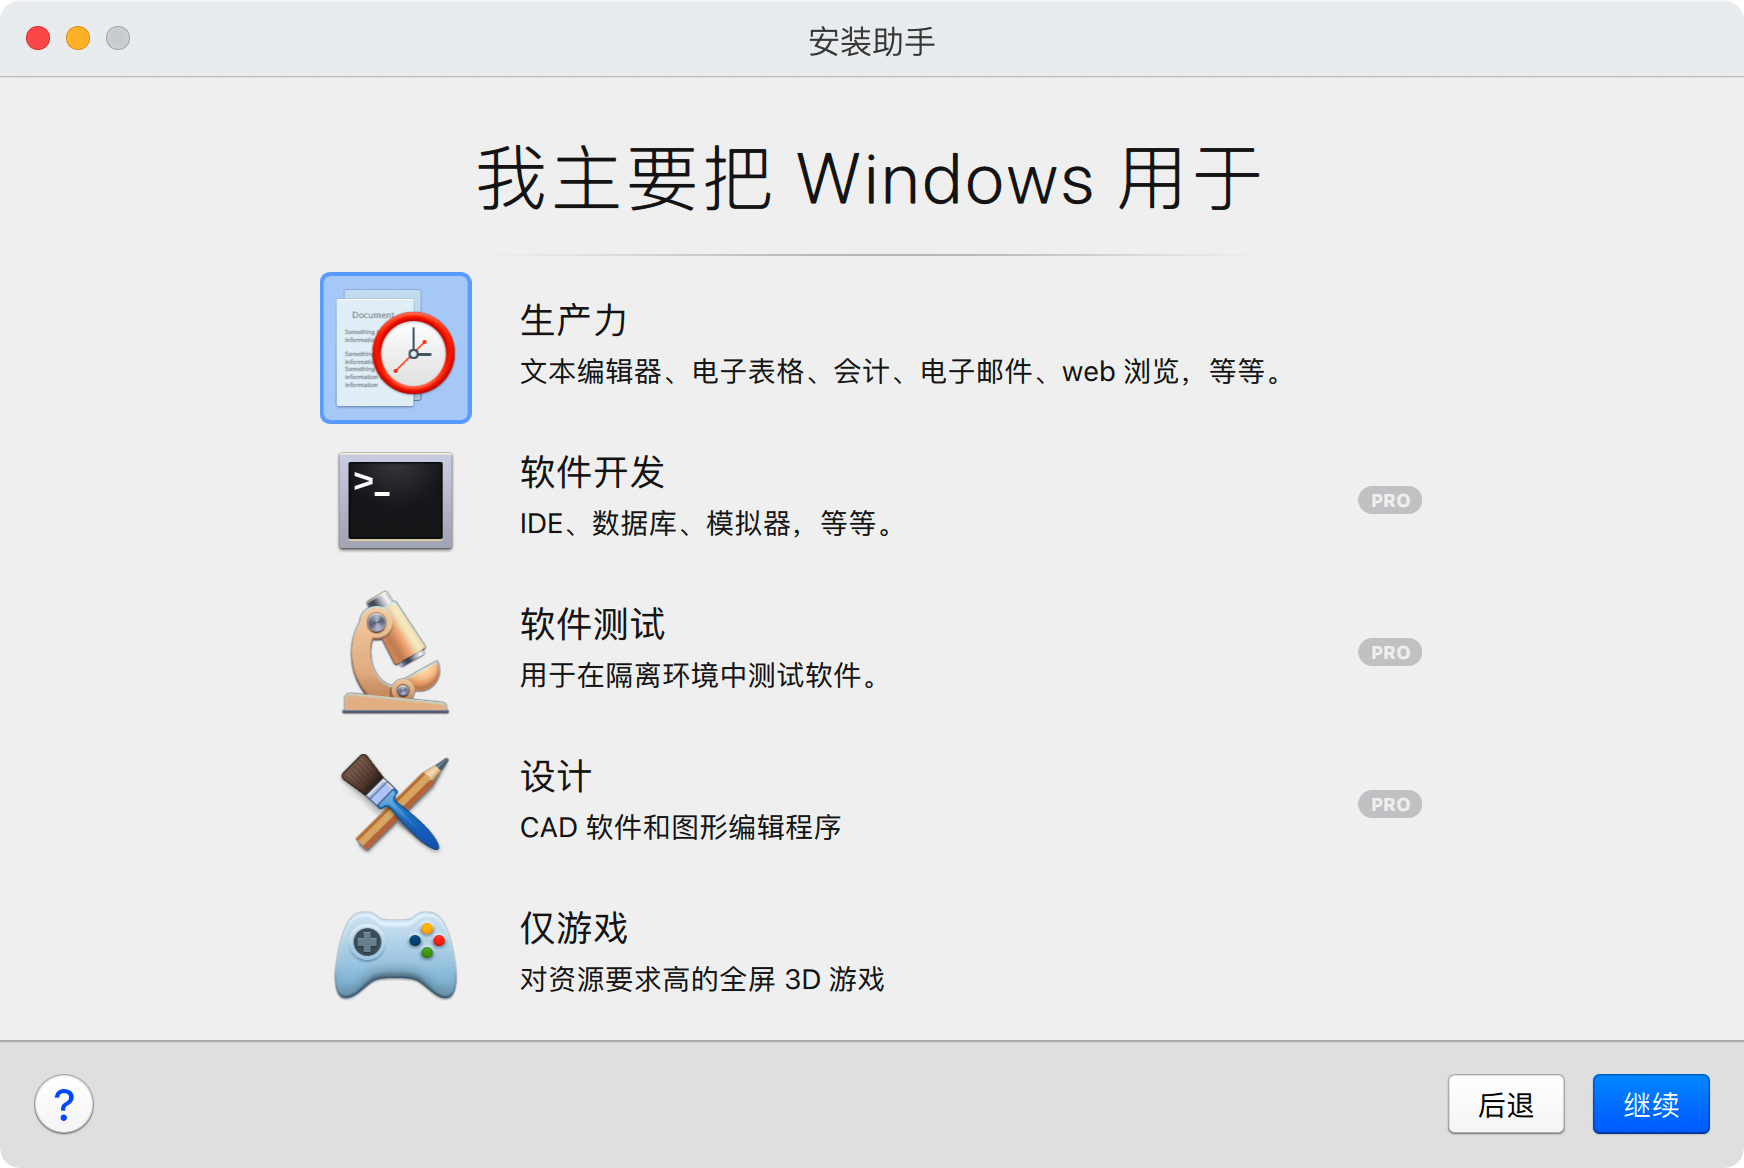 安装助手
我主要把 Windows 用于
Document
生产力
文本编辑器、电子表格、会计、电子邮件、web 浏览，等等。
>_
软件开发
IDE、数据库、模拟器，等等。
PRO
软件测试
用于在隔离环境中测试软件。
PRO
设计
CAD 软件和图形编辑程序
PRO
仅游戏
对资源要求高的全屏 3D 游戏
?
后退
继续